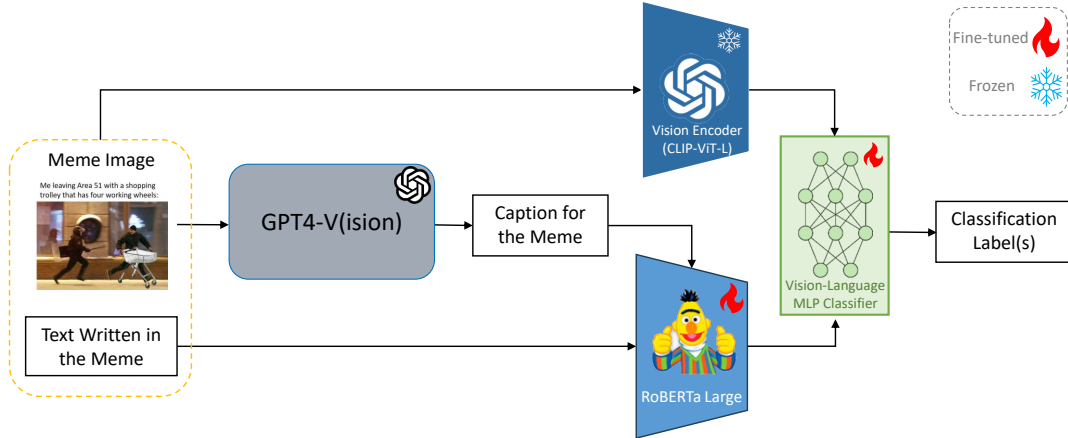 Fine-tuned
Frozen
Vision Encoder
(CLIP-ViT-L)
Meme Image
Me leaving Area 51 with a shopping
trolley that has four working wheels:
GPT4-V(ision)
Caption for
the Meme
Classification
Label(s)
Vision-Language
MLP Classifier
Text Written in
the Meme
RoBERTa Large